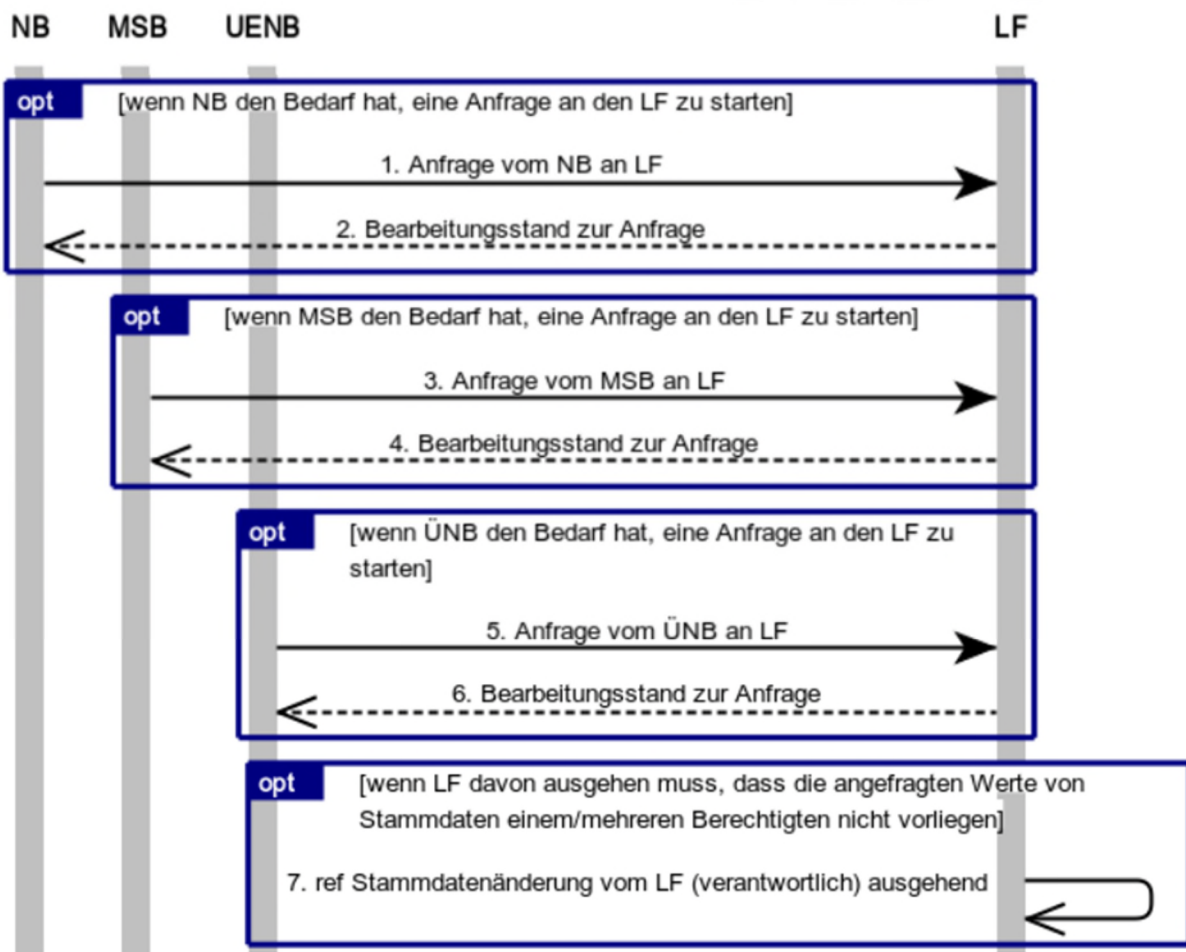 NB MSB UENB LF
opt [wenn NB den Bedarf hat, eine Anfrage an den LF zu starten]
1. Anfrage vom NB an LF
2. Bearbeitungsstand zur Anfrage
opt [wenn MSB den Bedarf hat, eine Anfrage an den LF zu starten]
3. Anfrage vom MSB an LF
4. Bearbeitungsstand zur Anfrage
opt [wenn ÜNB den Bedarf hat, eine Anfrage an den LF zu
starten]
5. Anfrage vom ÜNB an LF
6. Bearbeitungsstand zur Anfrage
opt [wenn LF davon ausgehen muss, dass die angefragten Werte von
Stammdaten einem/mehreren Berechtigten nicht vorliegen]
7. ref Stammdatenänderung vom LF (verantwortlich) ausgehend